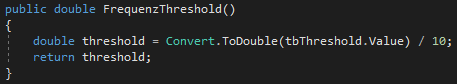 public double FrequenzThreshold()
{
double threshold = Convert.ToDouble(tbThreshold.Value) / 10;
return threshold;
}